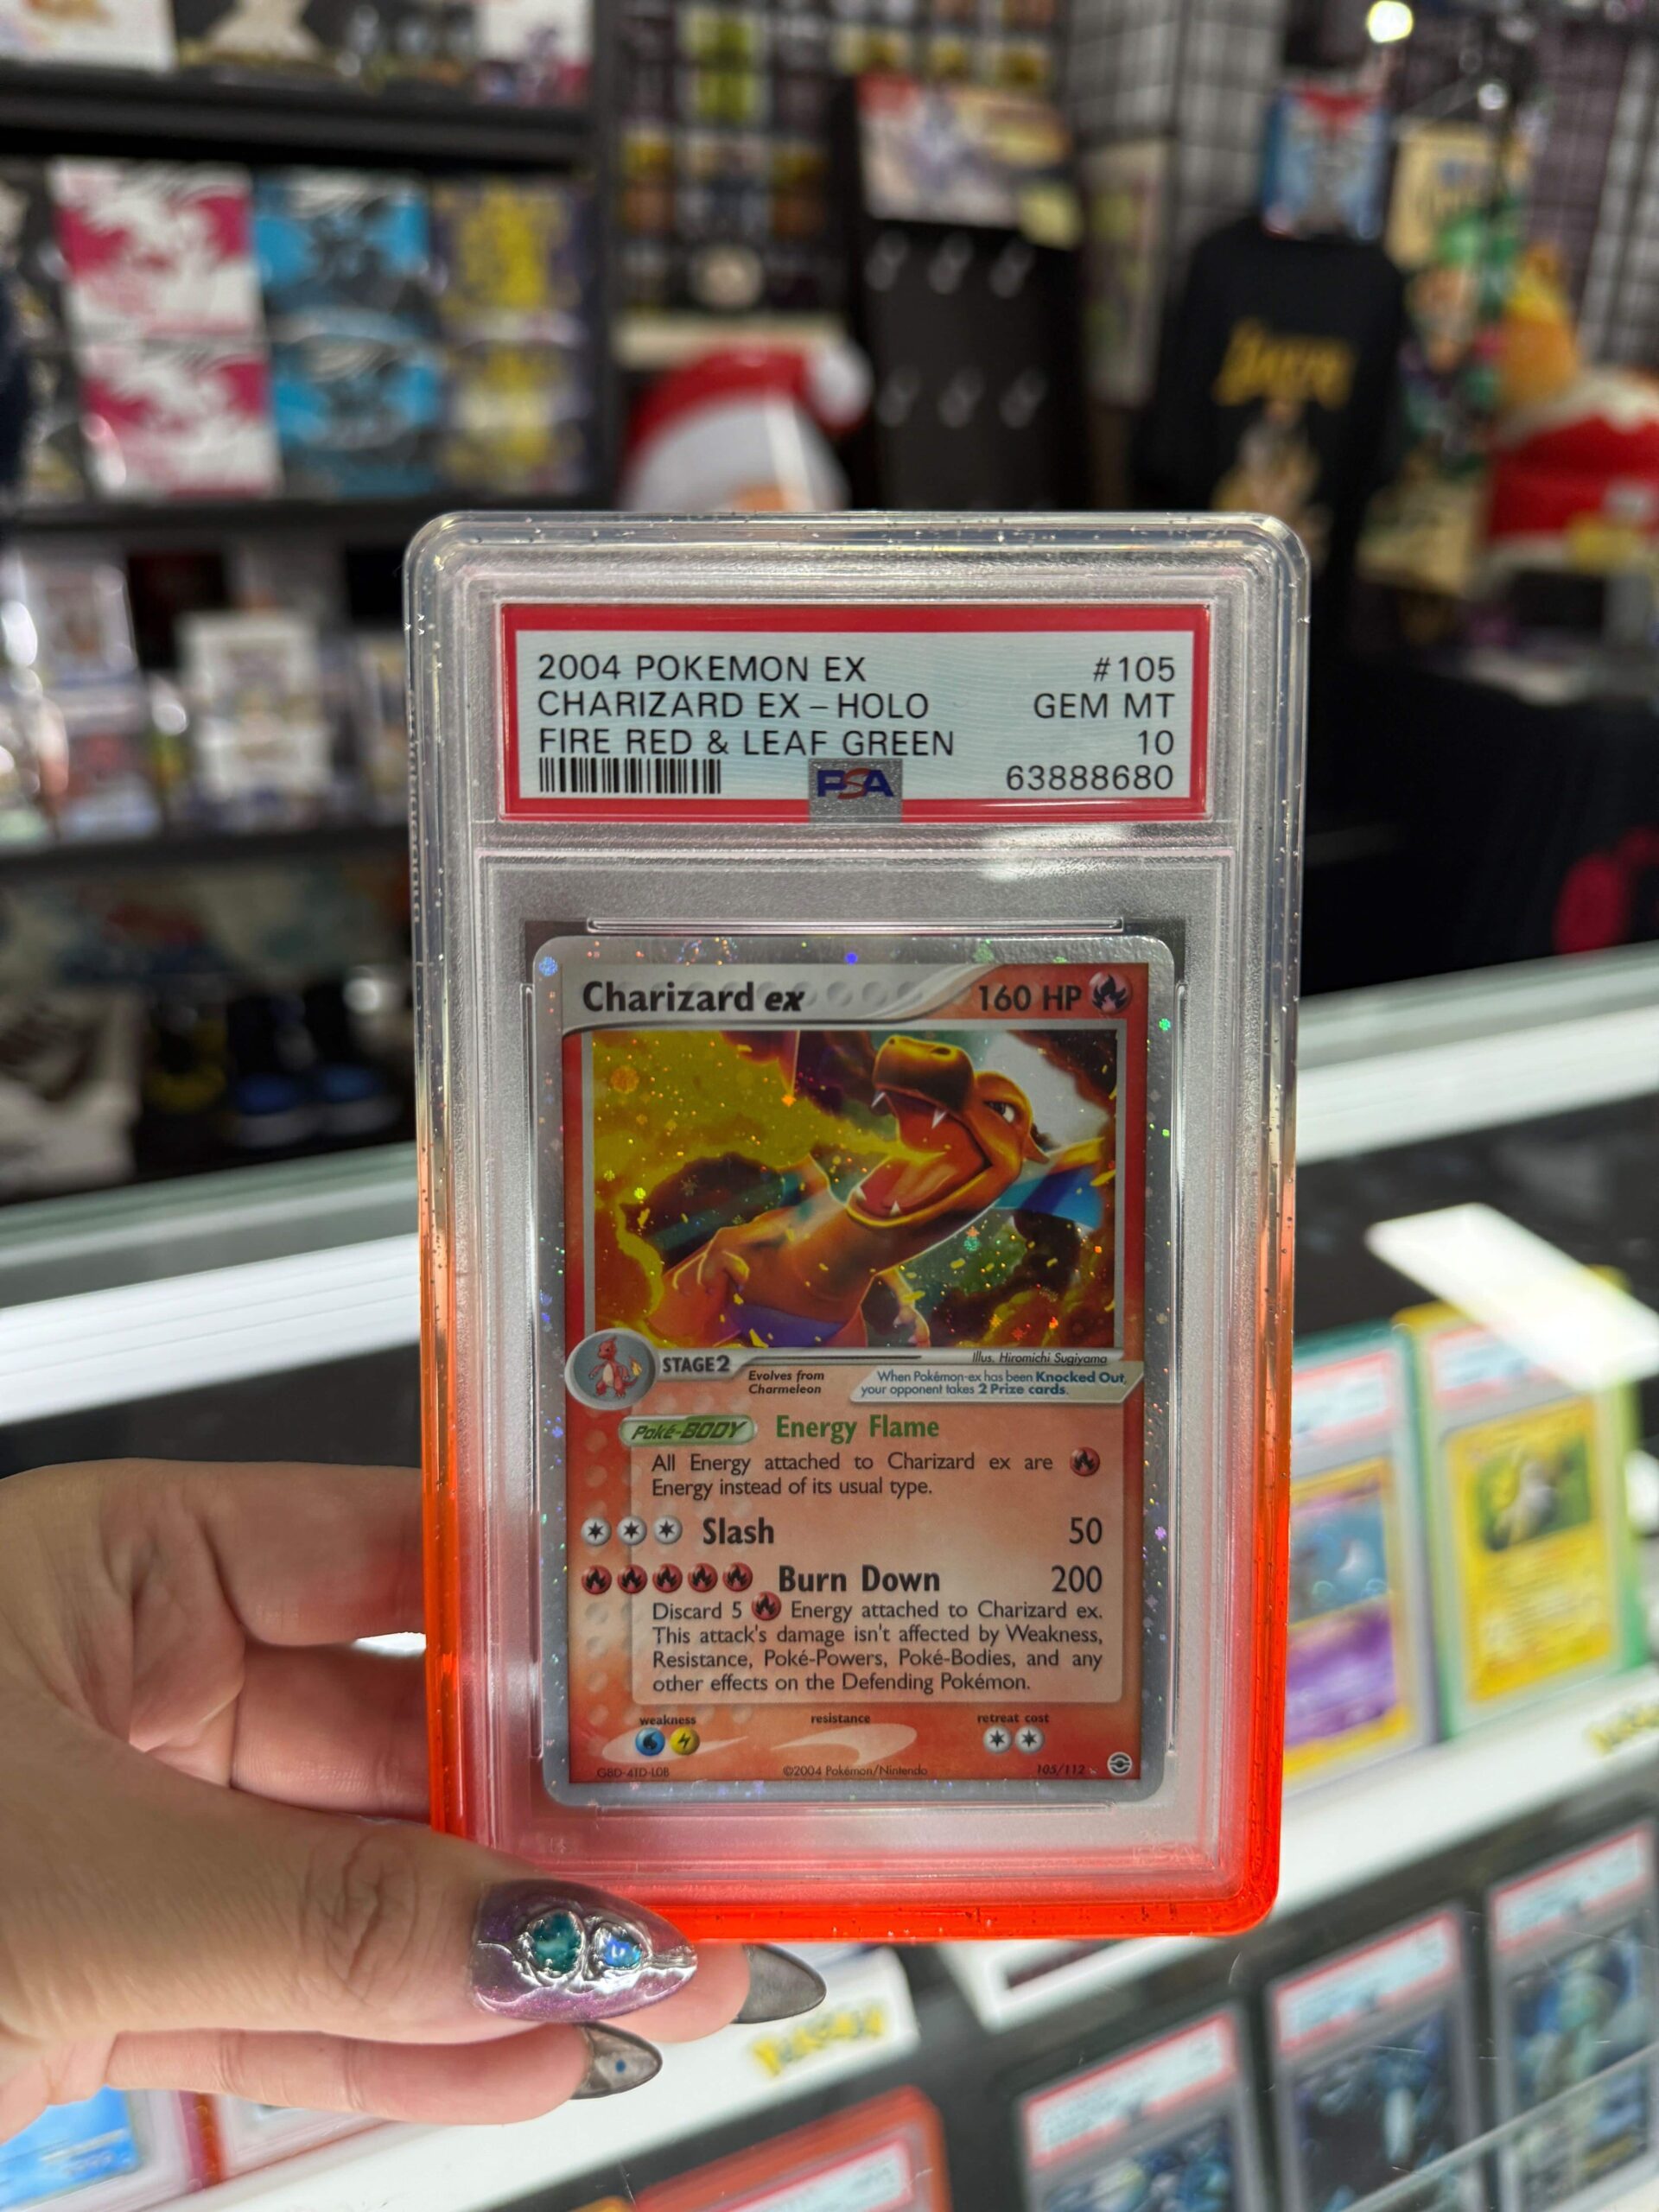 2004 POKEMON EX #105
CHARIZARD EX - HOLO GEM MT
FIRE RED & LEAF GREEN 10
PSA 63888680
Charizard ex 160 HP
STAGE2
Illus. Hiromichi Sugiyama
Evolves from
Charmeleon
When Pokémon-ex has been Knocked Out,
your opponent takes 2 Prize cards.
Poké-BODY Energy Flame
All Energy attached to Charizard ex are
Energy instead of its usual type.
Slash 50
Burn Down 200
Discard 5 Energy attached to Charizard ex.
This attack's damage isn't affected by Weakness,
Resistance, Poké-Powers, Poké-Bodies, and any
other effects on the Defending Pokémon.
weakness resistance retreat cost
G8D-41D-L08 ©2004 Pokémon/Nintendo 105/112
Pokémon